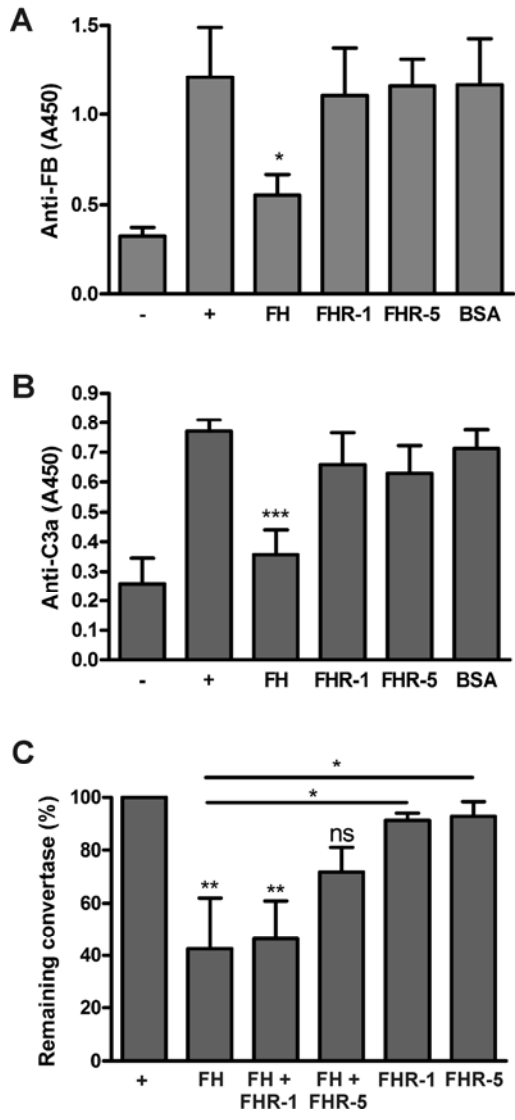 A
Anti-FB (A450)
1.5
1.0
0.5
0.0
*
- + FH FHR-1 FHR-5 BSA
B
Anti-C3a (A450)
0.9
0.8
0.7
0.6
0.5
0.4
0.3
0.2
0.1
0.0
***
- + FH FHR-1 FHR-5 BSA
C
Remaining convertase (%)
100
80
60
40
20
0
*
*
** ** ns
+ FH FH + FH + FHR-1 FHR-5
FHR-1 FHR-5